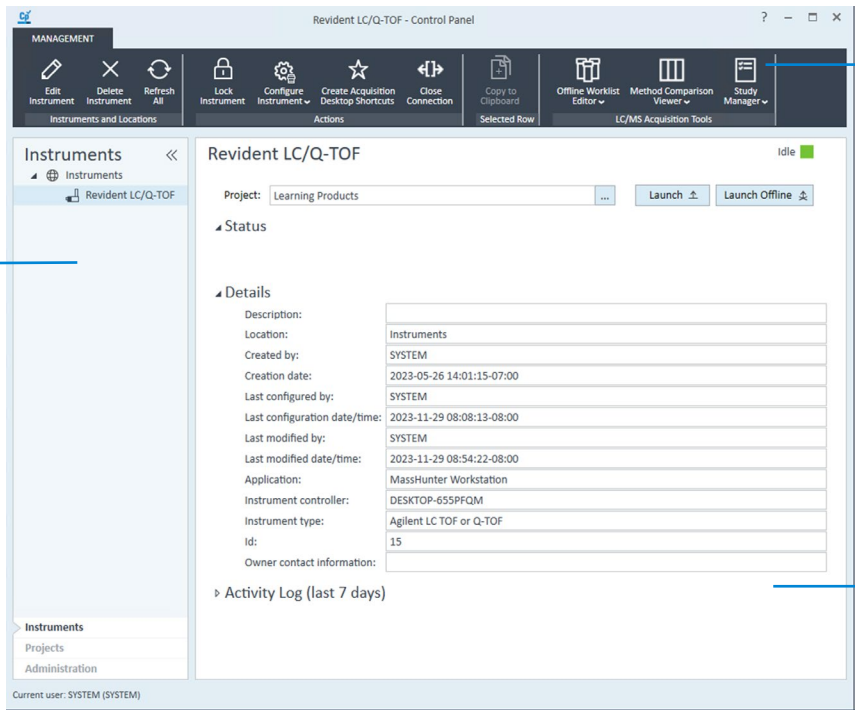 Revident LC/Q-TOF - Control Panel
MANAGEMENT
Edit Instrument
Delete Instrument
Refresh All
Lock Instrument
Configure Instrument
Create Acquisition Desktop Shortcuts
Close Connection
Copy to Clipboard
Offline Worklist Editor
Method Comparison Viewer
Study Manager
Instruments and Locations
Actions
Selected Row
LC/MS Acquisition Tools
Instruments
Instruments
Revident LC/Q-TOF
Revident LC/Q-TOF
Idle
Project: Learning Products ... Launch Launch Offline
Status
Details
Description:
Location: Instruments
Created by: SYSTEM
Creation date: 2023-05-26 14:01:15-07:00
Last configured by: SYSTEM
Last configuration date/time: 2023-11-29 08:08:13-08:00
Last modified by: SYSTEM
Last modified date/time: 2023-11-29 08:54:22-08:00
Application: MassHunter Workstation
Instrument controller: DESKTOP-655PFQM
Instrument type: Agilent LC TOF or Q-TOF
Id: 15
Owner contact information:
Activity Log (last 7 days)
Instruments
Projects
Administration
Current user: SYSTEM (SYSTEM)